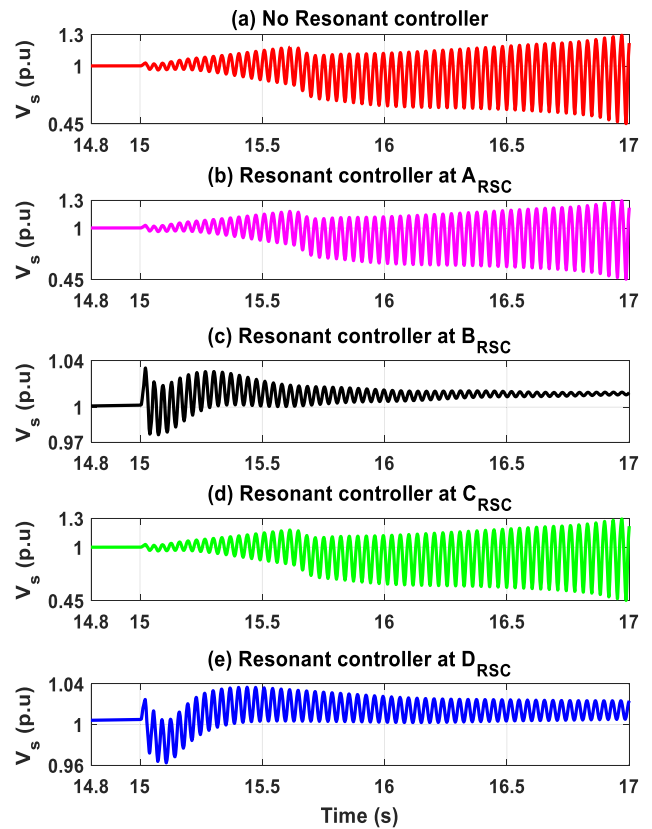 (a) No Resonant controller
V_s (p.u)
1.3
1
0.45
14.8 15 15.5 16 16.5 17
(b) Resonant controller at A_RSC
V_s (p.u)
1.3
1
0.45
14.8 15 15.5 16 16.5 17
(c) Resonant controller at B_RSC
V_s (p.u)
1.04
1
0.97
14.8 15 15.5 16 16.5 17
(d) Resonant controller at C_RSC
V_s (p.u)
1.3
1
0.45
14.8 15 15.5 16 16.5 17
(e) Resonant controller at D_RSC
V_s (p.u)
1.04
1
0.96
14.8 15 15.5 16 16.5 17
Time (s)